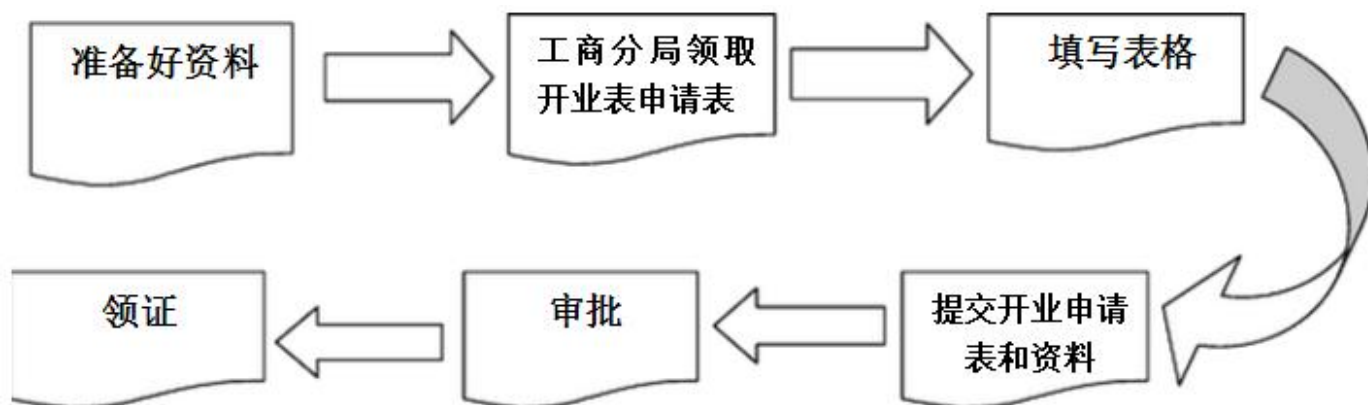 准备好资料
工商分局领取
开业表申请表
填写表格
提交开业申请
表和资料
审批
领证